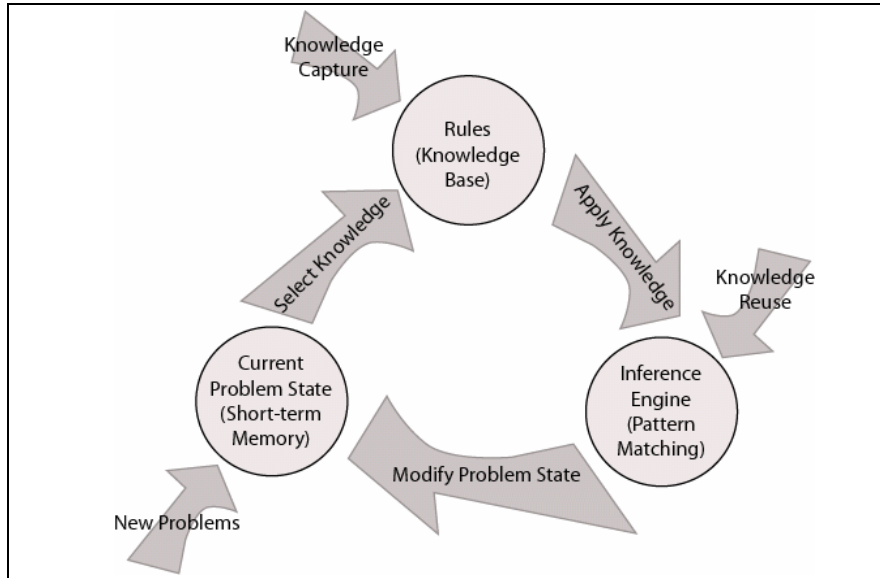 Knowledge
Capture
Rules
(Knowledge
Base)
Select Knowledge
Apply Knowledge
Knowledge
Reuse
Current
Problem State
(Short-term
Memory)
Inference
Engine
(Pattern
Matching)
Modify Problem State
New Problems